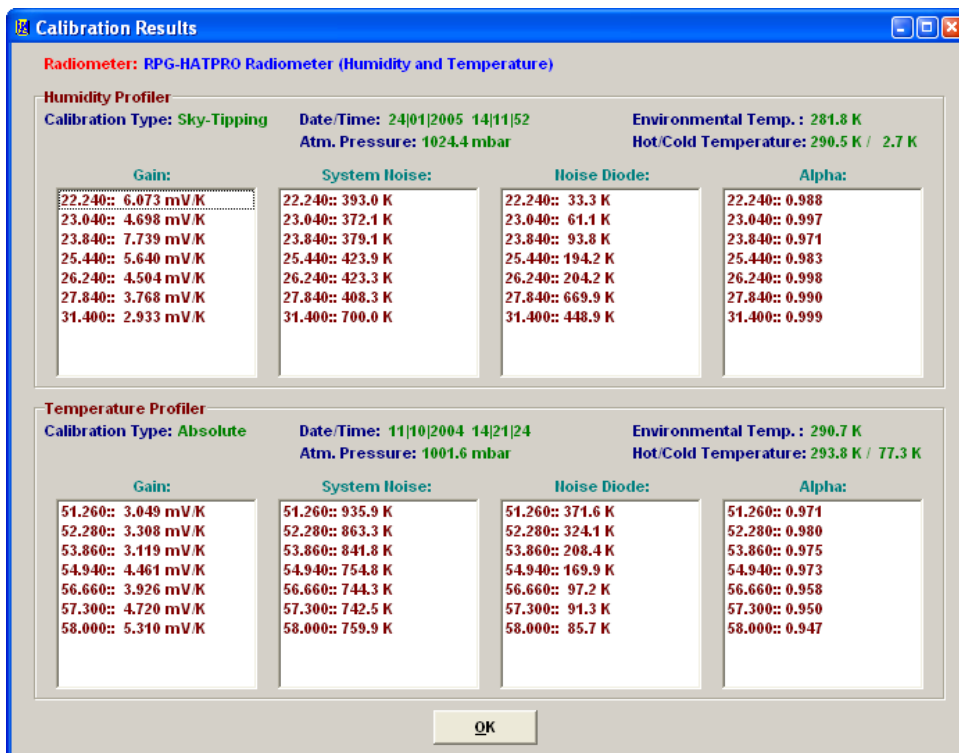 Calibration Results
Radiometer: RPG-HATPRO Radiometer (Humidity and Temperature)
Humidity Profiler
Calibration Type: Sky-Tipping Date/Time: 24|01|2005 14|11|52 Environmental Temp. : 281.8 K
Atm. Pressure: 1024.4 mbar Hot/Cold Temperature: 290.5 K / 2.7 K
Gain: System Noise: Noise Diode: Alpha:
22.240:: 6.073 mV/K 22.240:: 393.0 K 22.240:: 33.3 K 22.240:: 0.988
23.040:: 4.698 mV/K 23.040:: 372.1 K 23.040:: 61.1 K 23.040:: 0.997
23.840:: 7.739 mV/K 23.840:: 379.1 K 23.840:: 93.8 K 23.840:: 0.971
25.440:: 5.640 mV/K 25.440:: 423.9 K 25.440:: 194.2 K 25.440:: 0.983
26.240:: 4.504 mV/K 26.240:: 423.3 K 26.240:: 204.2 K 26.240:: 0.998
27.840:: 3.768 mV/K 27.840:: 408.3 K 27.840:: 669.9 K 27.840:: 0.990
31.400:: 2.933 mV/K 31.400:: 700.0 K 31.400:: 448.9 K 31.400:: 0.999
Temperature Profiler
Calibration Type: Absolute Date/Time: 11|10|2004 14|21|24 Environmental Temp. : 290.7 K
Atm. Pressure: 1001.6 mbar Hot/Cold Temperature: 293.8 K / 77.3 K
Gain: System Noise: Noise Diode: Alpha:
51.260:: 3.049 mV/K 51.260:: 935.9 K 51.260:: 371.6 K 51.260:: 0.971
52.280:: 3.308 mV/K 52.280:: 863.3 K 52.280:: 324.1 K 52.280:: 0.980
53.860:: 3.119 mV/K 53.860:: 841.8 K 53.860:: 208.4 K 53.860:: 0.975
54.940:: 4.461 mV/K 54.940:: 754.8 K 54.940:: 169.9 K 54.940:: 0.973
56.660:: 3.926 mV/K 56.660:: 744.3 K 56.660:: 97.2 K 56.660:: 0.958
57.300:: 4.720 mV/K 57.300:: 742.5 K 57.300:: 91.3 K 57.300:: 0.950
58.000:: 5.310 mV/K 58.000:: 759.9 K 58.000:: 85.7 K 58.000:: 0.947
OK